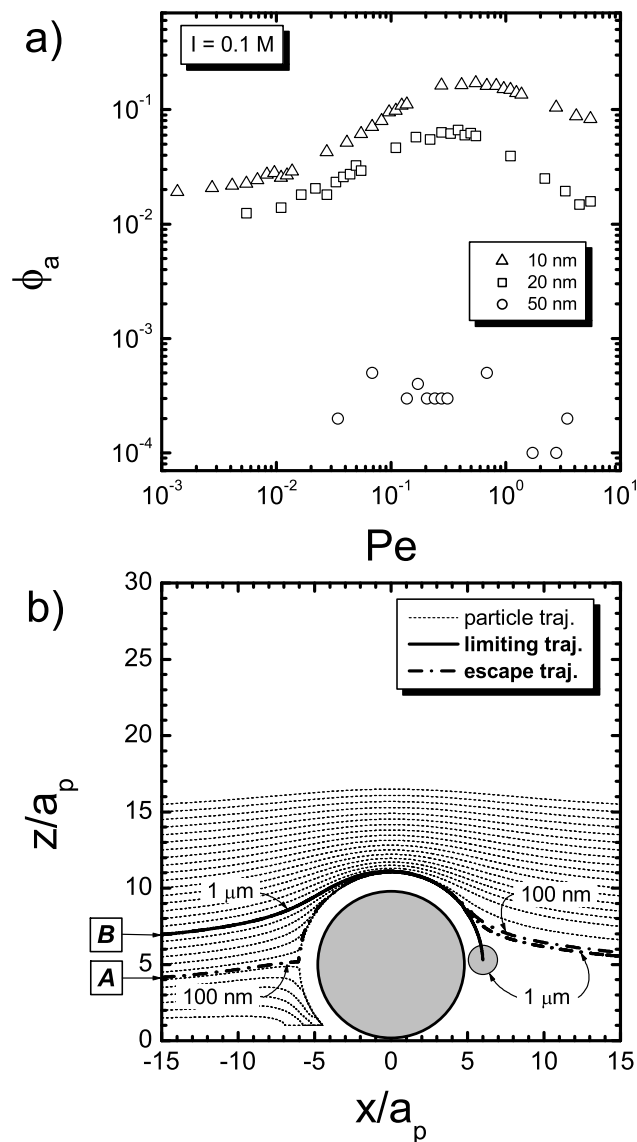 a)
I = 0.1 M
10⁻¹
10⁻²
ϕₐ
10 nm
20 nm
50 nm
10⁻³
10⁻⁴
10⁻³ 10⁻² 10⁻¹ 10⁰ 10¹
Pe
b)
30
particle traj.
limiting traj.
escape traj.
25
20
z/aₚ
15
10
1 μm
100 nm
B
5
A
100 nm
1 μm
0
-15 -10 -5 0 5 10 15
x/aₚ